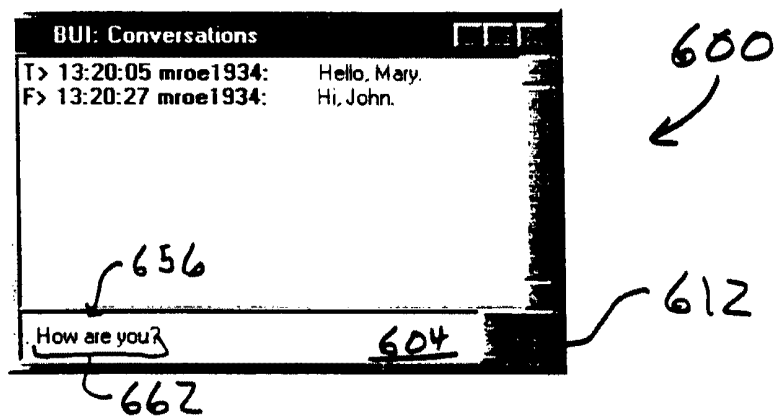 BUI: Conversations
600
T> 13:20:05 mroe1934: Hello, Mary.
F> 13:20:27 mroe1934: Hi, John.
656
612
How are you?
604
662